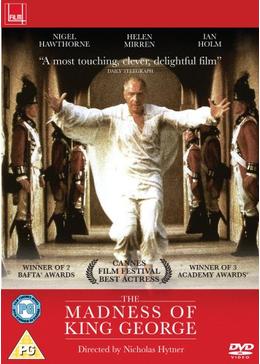 FILM4
NIGEL HAWTHORNE
HELEN MIRREN
IAN HOLM
"A most touching, clever, delightful film"
DAILY TELEGRAPH
WINNER OF 2 BAFTA® AWARDS
CANNES FILM FESTIVAL BEST ACTRESS
WINNER OF 3 ACADEMY AWARDS®
THE
MADNESS OF
KING GEORGE
Directed by Nicholas Hytner
PG
PG
DVD
VIDEO